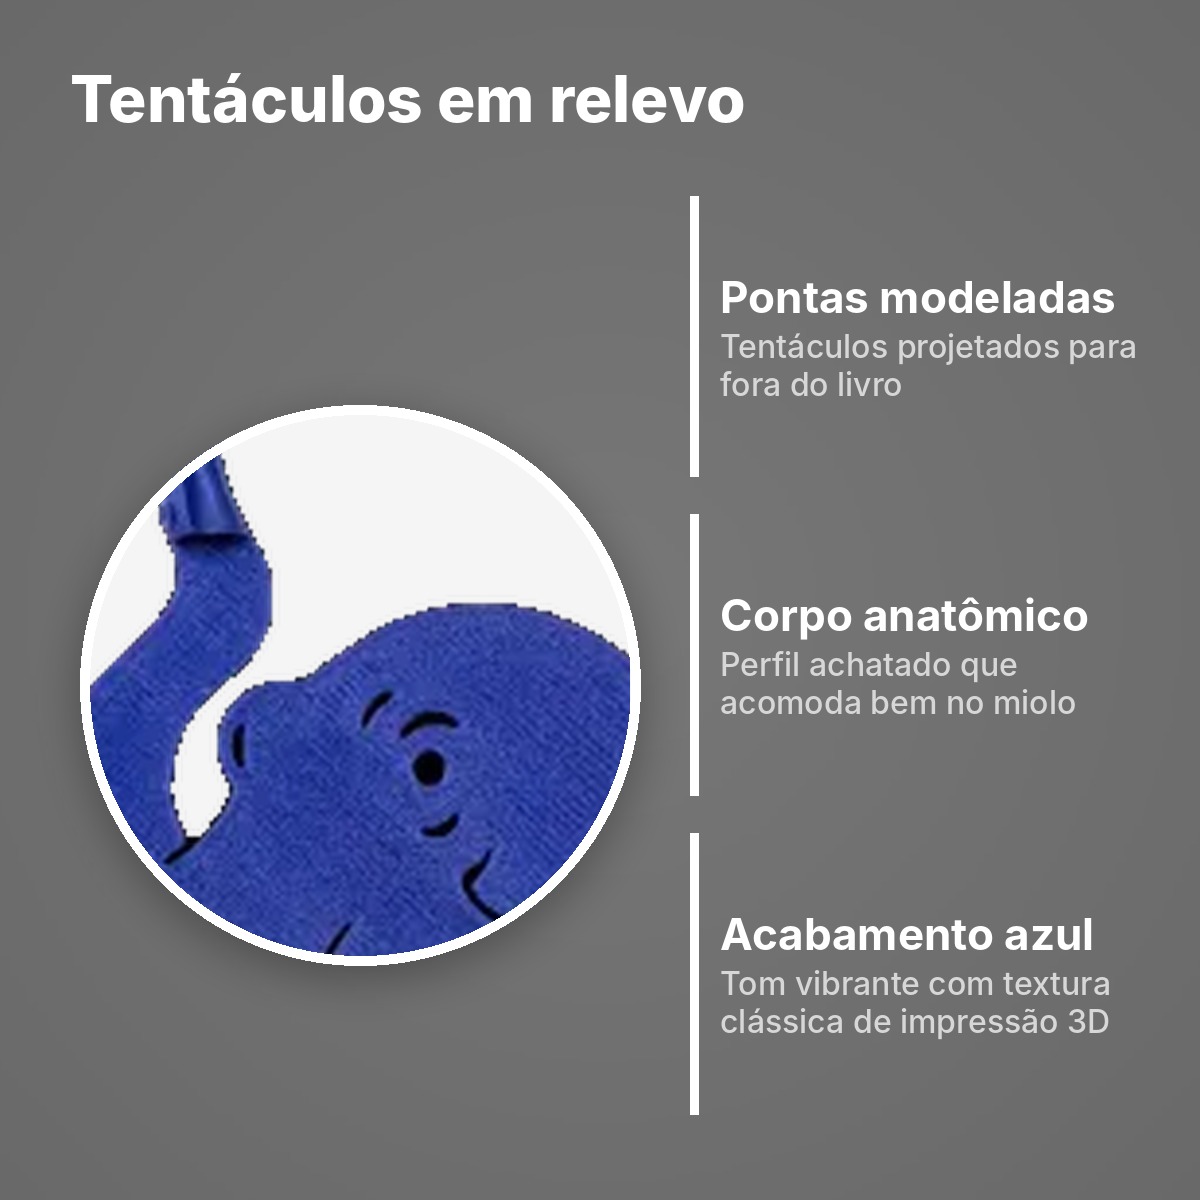 Tentáculos em relevo
Pontas modeladas
Tentáculos projetados para
fora do livro
Corpo anatômico
Perfil achatado que
acomoda bem no miolo
Acabamento azul
Tom vibrante com textura
clássica de impressão 3D